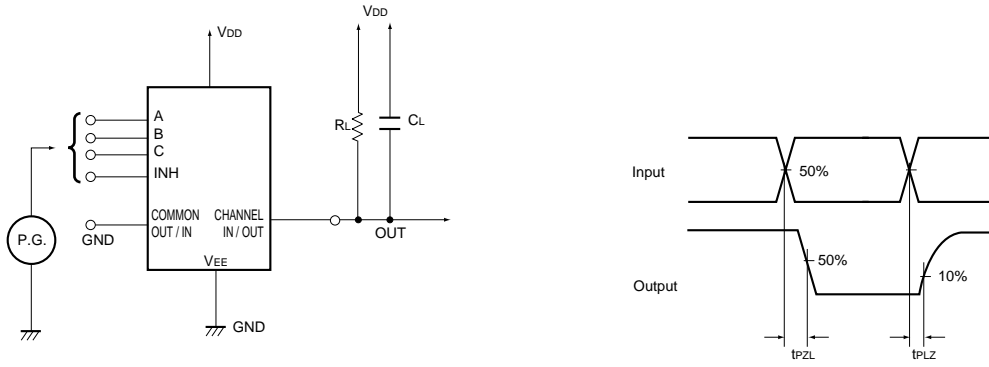 VDD
VDD
A
B
C
INH
RL
CL
COMMON
OUT / IN
CHANNEL
IN / OUT
P.G.
GND
OUT
VEE
GND
Input
50%
50%
Output
10%
tPZL
tPLZ